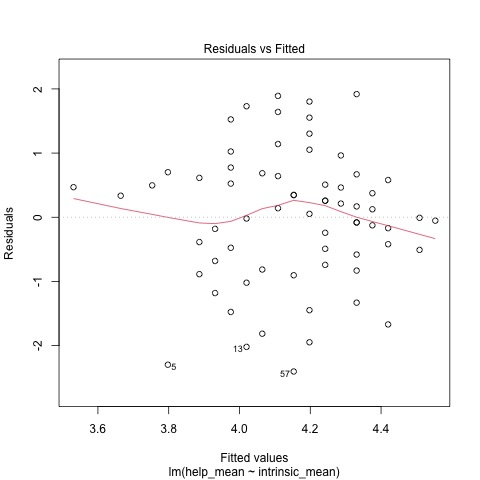 Residuals vs Fitted
Residuals
2
1
0
-1
-2
5
13
57
3.6 3.8 4.0 4.2 4.4
Fitted values
lm(help_mean ~ intrinsic_mean)